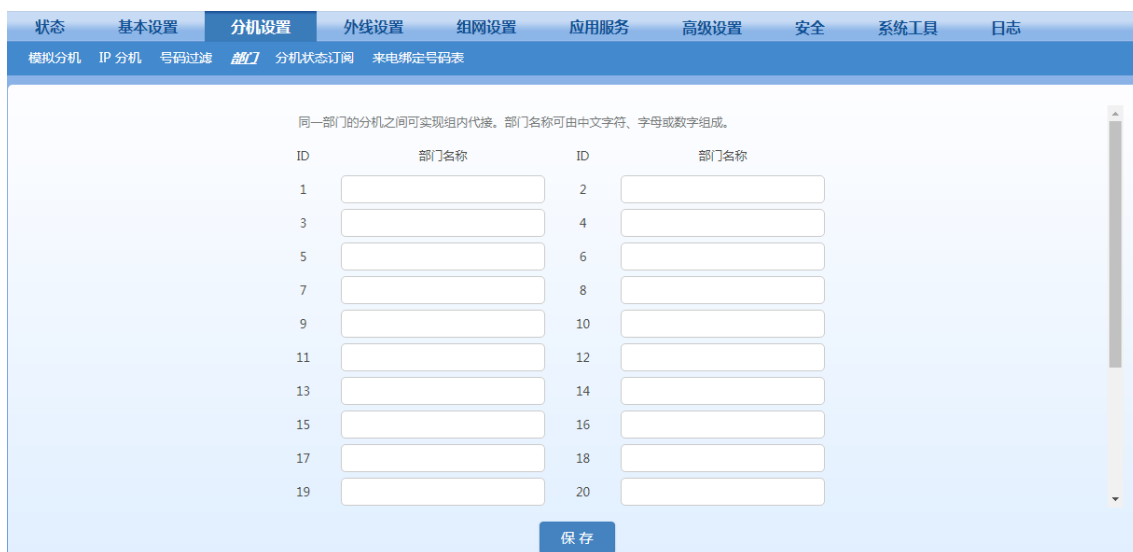 状态 基本设置 分机设置 外线设置 组网设置 应用服务 高级设置 安全 系统工具 日志
模拟分机 IP 分机 号码过滤 部门 分机状态订阅 来电绑定号码表
同一部门的分机之间可实现组内代接。部门名称可由中文字符、字母或数字组成。
ID 部门名称 ID 部门名称
1 2
3 4
5 6
7 8
9 10
11 12
13 14
15 16
17 18
19 20
保存